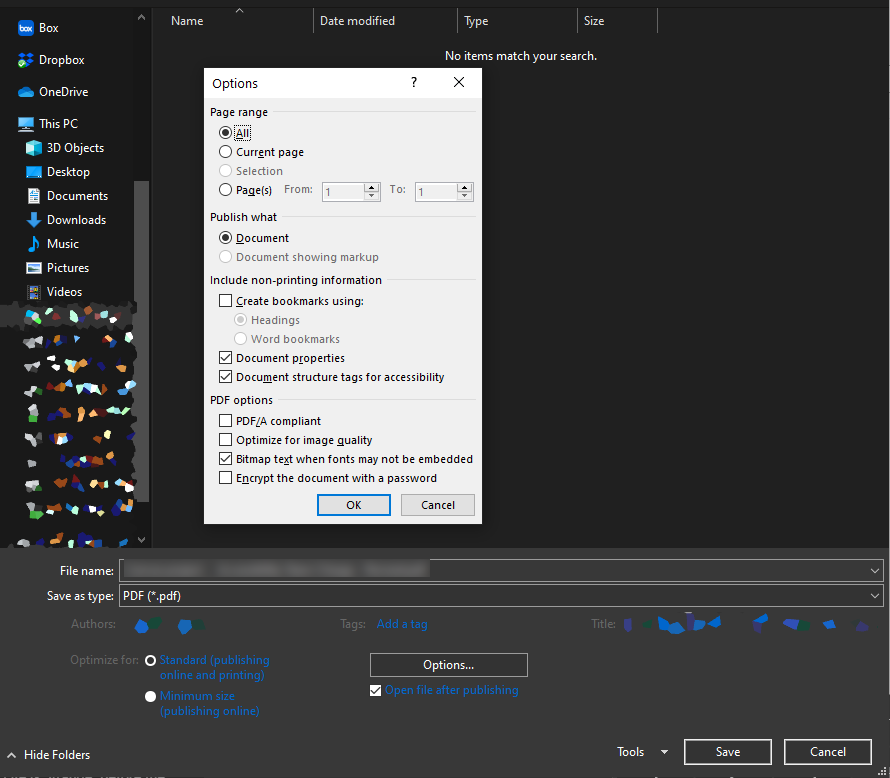 Name Date modified Type Size
box Box
No items match your search.
Dropbox
OneDrive
This PC
3D Objects
Desktop
Documents
Downloads
Music
Pictures
Videos
Options ?
Page range
All
Current page
Selection
Page(s) From: 1 To: 1
Publish what
Document
Document showing markup
Include non-printing information
Create bookmarks using:
Headings
Word bookmarks
Document properties
Document structure tags for accessibility
PDF options
PDF/A compliant
Optimize for image quality
Bitmap text when fonts may not be embedded
Encrypt the document with a password
OK Cancel
File name:
Save as type: PDF (*.pdf)
Authors: Tags: Add a tag Title:
Optimize for: Standard (publishing
online and printing)
Minimum size
(publishing online)
Options...
Open file after publishing
Hide Folders Tools Save Cancel